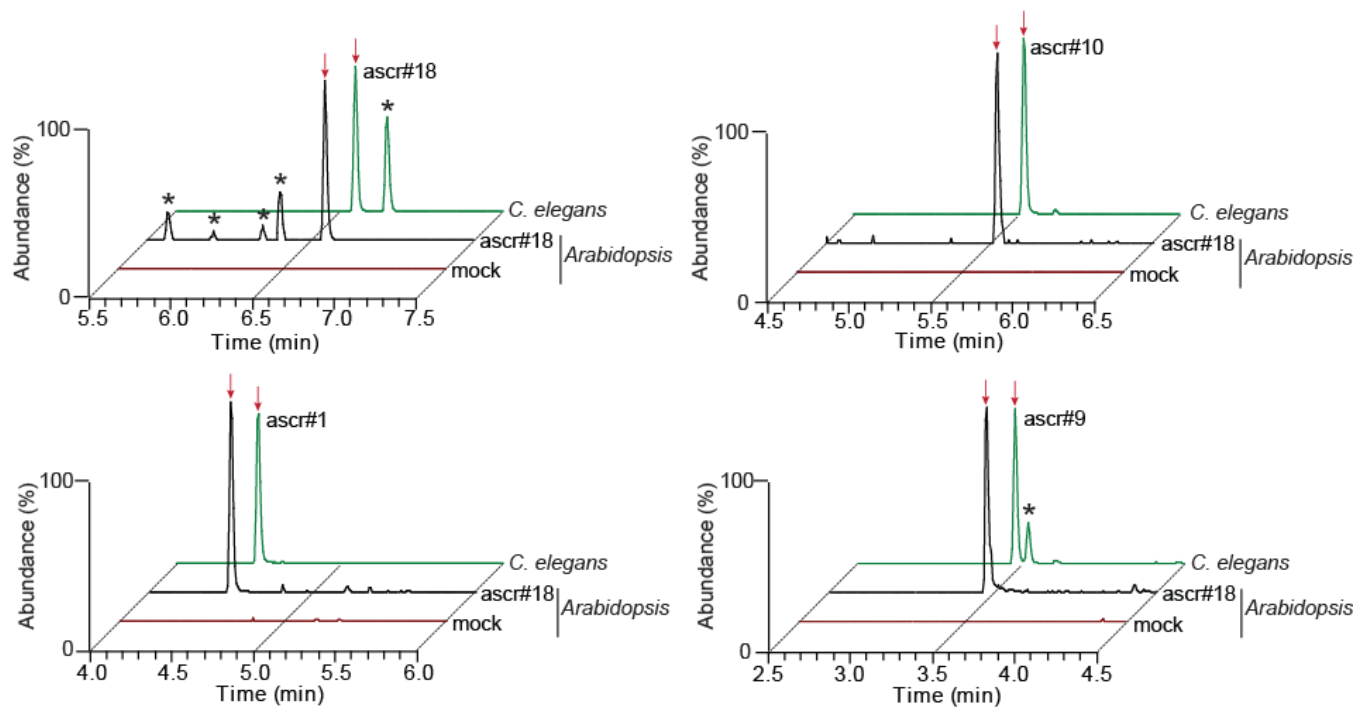 ascr#18
*
* * * *
Abundance (%)
100
0
C. elegans
ascr#18
Arabidopsis
mock
5.5 6.0 6.5 7.0 7.5
Time (min)
ascr#10
Abundance (%)
100
0
C. elegans
ascr#18
Arabidopsis
mock
4.5 5.0 5.5 6.0 6.5
Time (min)
ascr#1
Abundance (%)
100
0
C. elegans
ascr#18
Arabidopsis
mock
4.0 4.5 5.0 5.5 6.0
Time (min)
ascr#9
*
Abundance (%)
100
0
C. elegans
ascr#18
Arabidopsis
mock
2.5 3.0 3.5 4.0 4.5
Time (min)